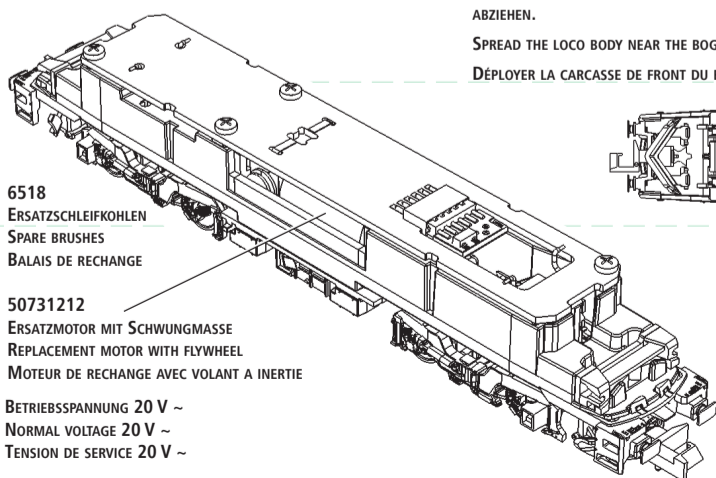 ABZIEHEN.
SPREAD THE LOCO BODY NEAR THE BOG
DÉPLOYER LA CARCASSE DE FRONT DU
6518
ERSATZSCHLEIFKOHLEN
SPARE BRUSHES
BALAIS DE RECHANGE
50731212
ERSATZMOTOR MIT SCHWUNGMASSE
REPLACEMENT MOTOR WITH FLYWHEEL
MOTEUR DE RECHANGE AVEC VOLANT A INERTIE
BETRIEBSSPANNUNG 20 V ~
NORMAL VOLTAGE 20 V ~
TENSION DE SERVICE 20 V ~